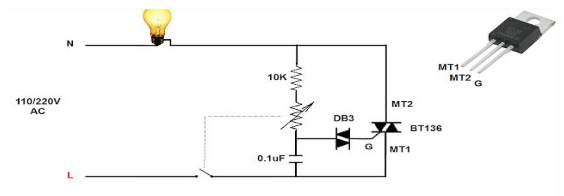 N
10K
MT1
MT2
G
110/220V
AC
MT2
DB3
BT136
G
MT1
0.1uF
L